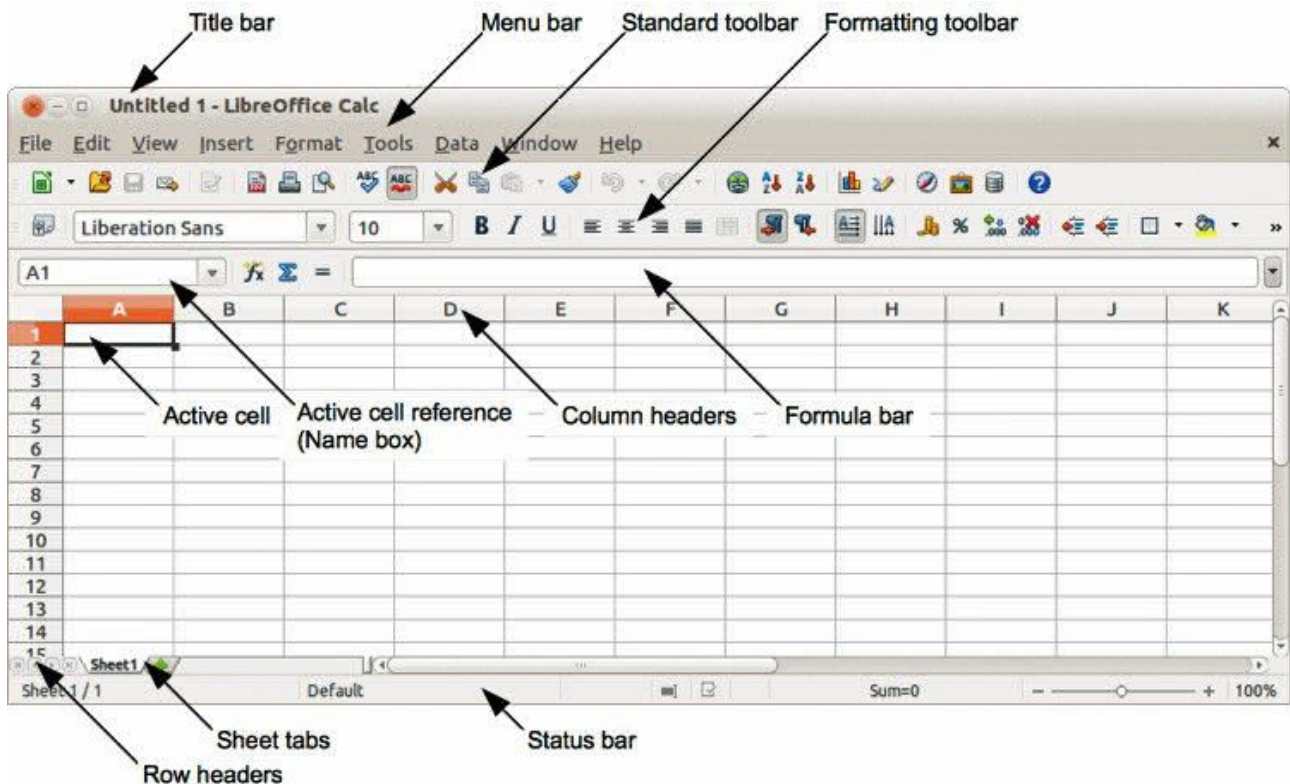 Title bar Menu bar Standard toolbar Formatting toolbar
Untitled 1 - LibreOffice Calc
File Edit View Insert Format Tools Data Window Help
ABC ABC
Liberation Sans 10 B I U
A1 fx Σ =
A B C D E F G H I J K
1
2
3
4
5
6
7
8
9
10
11
12
13
14
15
Active cell
Active cell reference
(Name box)
Column headers
Formula bar
Sheet1
Sheet 1 / 1 Default Sum=0 100%
Sheet tabs Status bar
Row headers